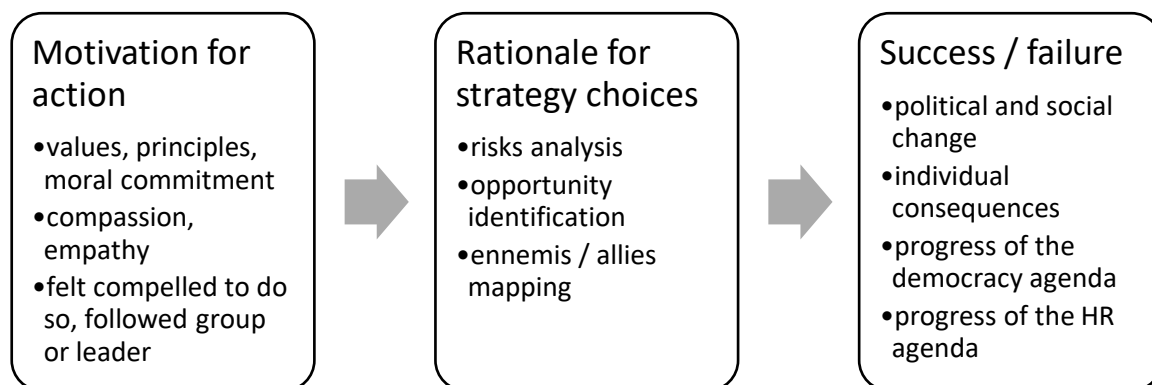 Motivation for
action
•values, principles,
moral commitment
•compassion,
empathy
•felt compelled to do
so, followed group
or leader
Rationale for
strategy choices
•risks analysis
•opportunity
identification
•ennemis / allies
mapping
Success / failure
•political and social
change
•individual
consequences
•progress of the
democracy agenda
•progress of the HR
agenda